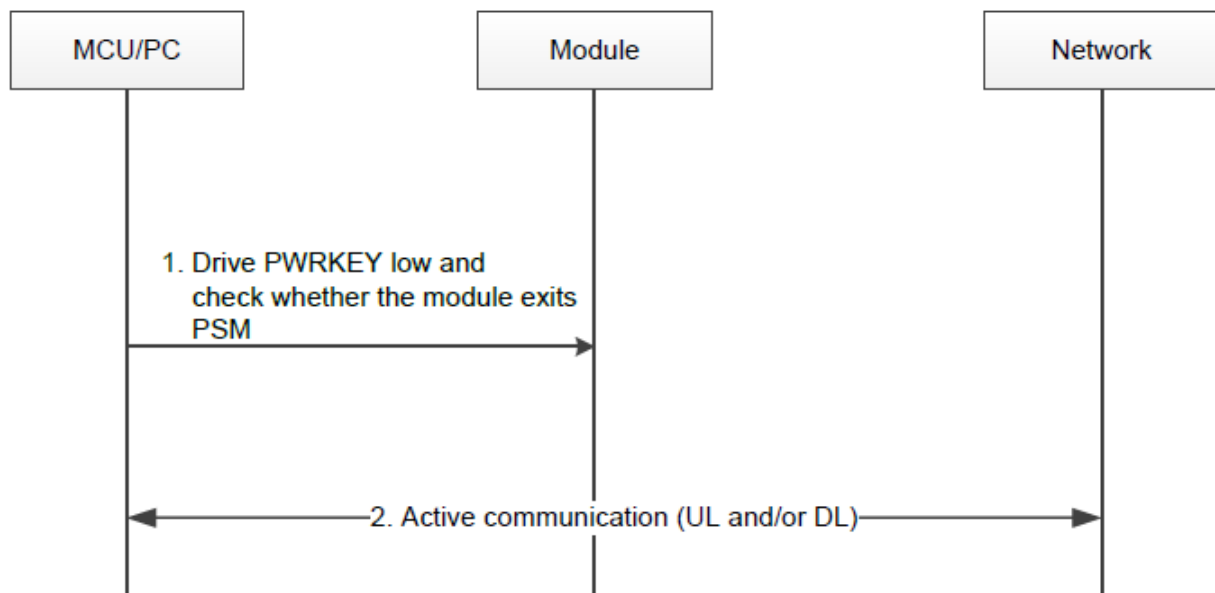 MCU/PC
Module
Network
1. Drive PWRKEY low and
check whether the module exits
PSM
2. Active communication (UL and/or DL)